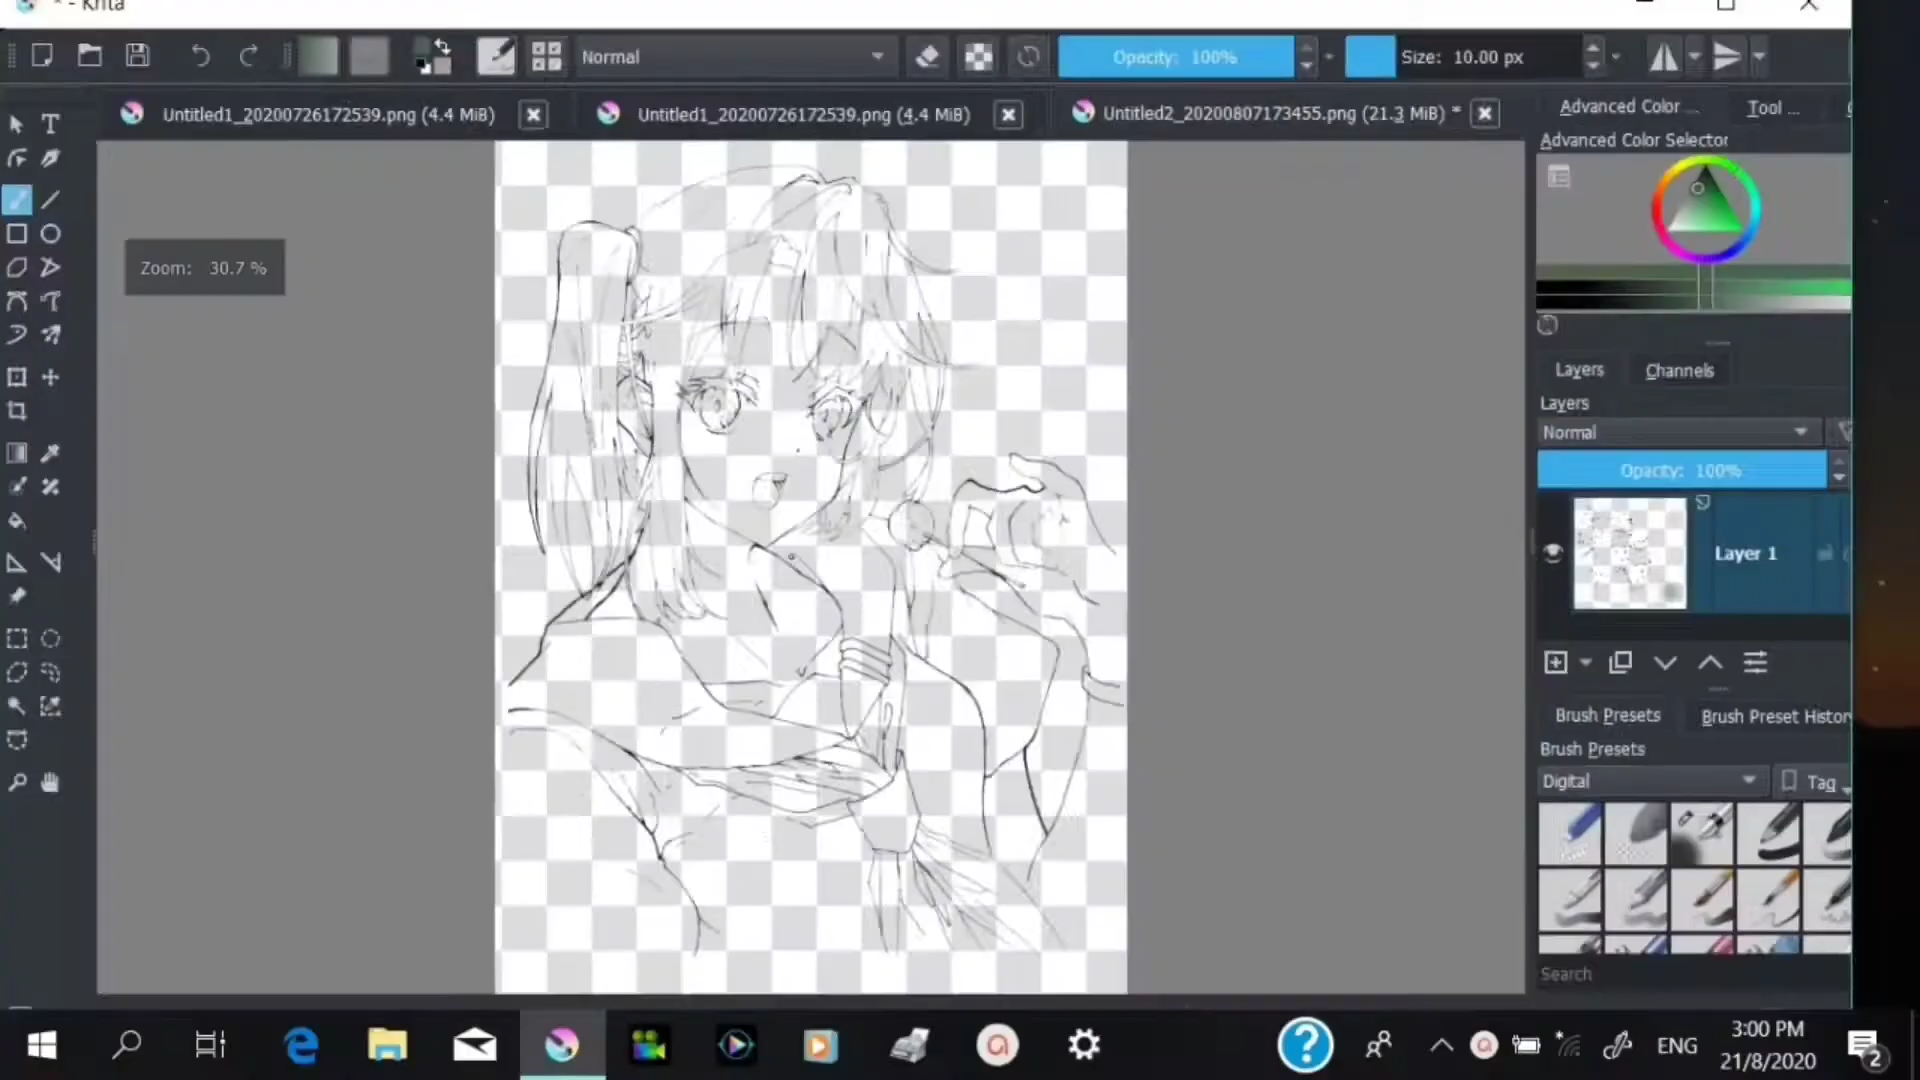 * - Krita
Normal
Opacity: 100%
Size: 10.00 px
Untitled1_20200726172539.png (4.4 MiB)
Untitled1_20200726172539.png (4.4 MiB)
Untitled2_20200807173455.png (21.3 MiB) *
Advanced Color ...
Tool ...
Advanced Color Selector
Zoom: 30.7 %
Layers
Channels
Layers
Normal
Opacity: 100%
Layer 1
Brush Presets
Brush Preset Histor
Brush Presets
Digital
Tag
Search
ENG
3:00 PM
21/8/2020
2